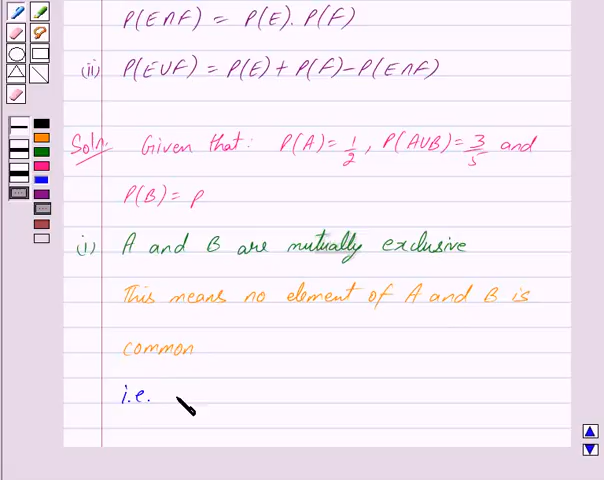 P(E∩F) = P(E). P(F)
(ii) P(E∪F) = P(E) + P(F) - P(E∩F)
Soln. Given that: P(A) = 1/2, P(A∪B) = 3/5 and
P(B) = p
(i) A and B are mutually exclusive
This means no element of A and B is
common
i.e.